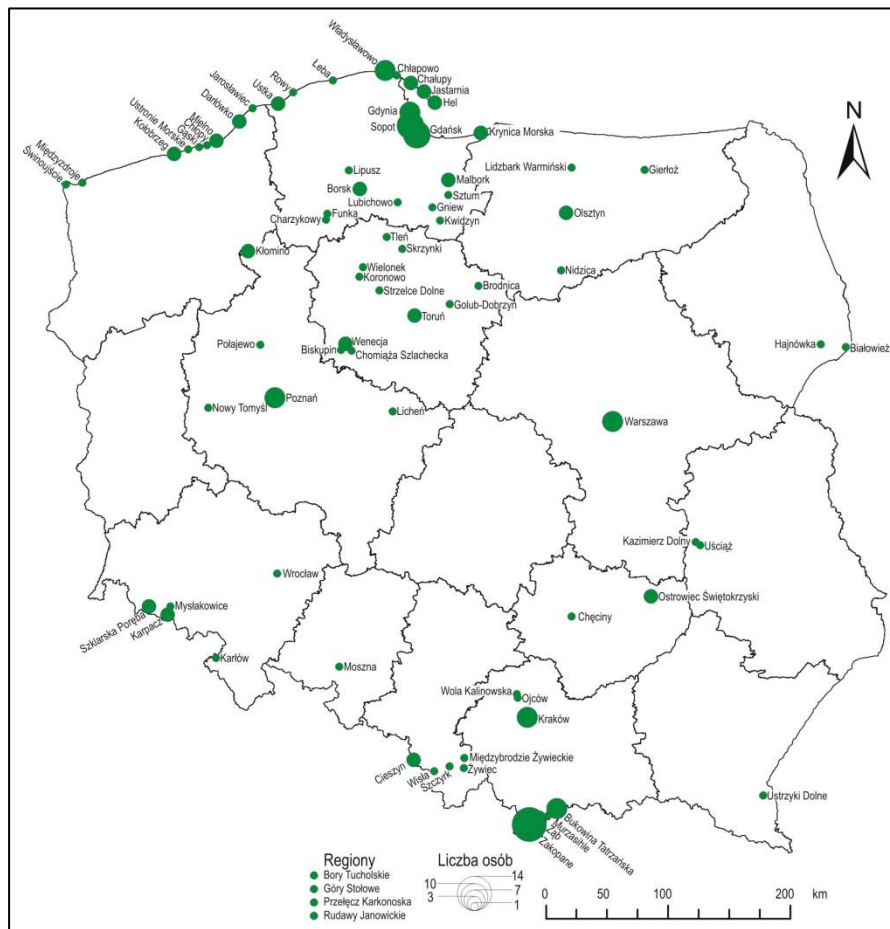 Władysławowo
Chłapowo
Chałupy
Jastarnia
Hel
Łeba
Rowy
Ustka
Jarosławiec
Darłówko
Mielno
Chłopy
Gąski
Ustronie Morskie
Kołobrzeg
Międzyzdroje
Świnoujście
Gdynia
Sopot
Gdańsk
Krynica Morska
N
Lipusz
Borsk
Malbork
Lidzbark Warmiński
Gierłoż
Lubichowo
Sztum
Gniew
Kwidzyn
Funka
Charzykowy
Olsztyn
Tleń
Skrzynki
Kłomino
Wielonek
Koronowo
Strzelce Dolne
Nidzica
Brodnica
Golub-Dobrzyń
Toruń
Wenecja
Biskupin
Chomiąża Szlachecka
Połajewo
Hajnówka
Białowież
Poznań
Nowy Tomyśl
Licheń
Warszawa
Kazimierz Dolny
Uściąż
Wrocław
Ostrowiec Świętokrzyski
Mysłakowice
Szklarska Poręba
Karpacz
Chęciny
Karłów
Moszna
Wola Kalinowska
Ojców
Kraków
Międzybrodzie Żywieckie
Cieszyn
Wisła
Szczyrk
Żywiec
Ustrzyki Dolne
Bukowina Tatrzańska
Murzasihle
Ząb
Zakopane
Regiony
Bory Tucholskie
Góry Stołowe
Przełęcz Karkonoska
Rudawy Janowickie
Liczba osób
14
10
7
3
1
0 50 100 200 km